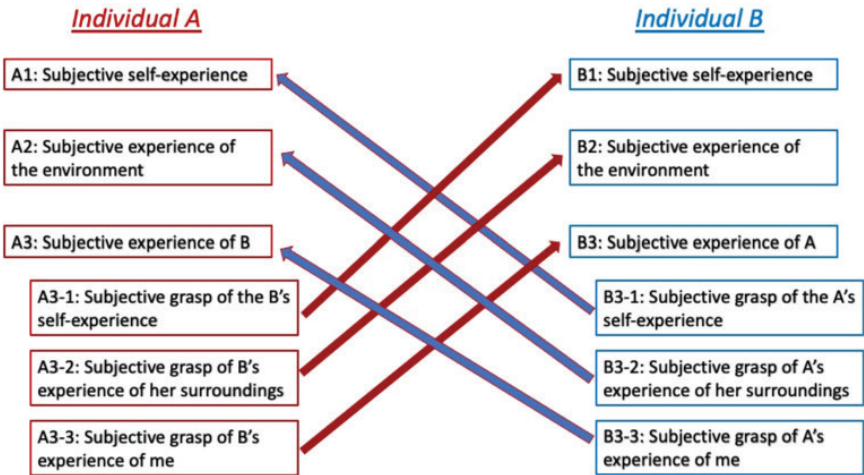 Individual A
A1: Subjective self-experience
A2: Subjective experience of
the environment
A3: Subjective experience of B
A3-1: Subjective grasp of the B’s
self-experience
A3-2: Subjective grasp of B’s
experience of her surroundings
A3-3: Subjective grasp of B’s
experience of me
Individual B
B1: Subjective self-experience
B2: Subjective experience of
the environment
B3: Subjective experience of A
B3-1: Subjective grasp of the A’s
self-experience
B3-2: Subjective grasp of A’s
experience of her surroundings
B3-3: Subjective grasp of A’s
experience of me